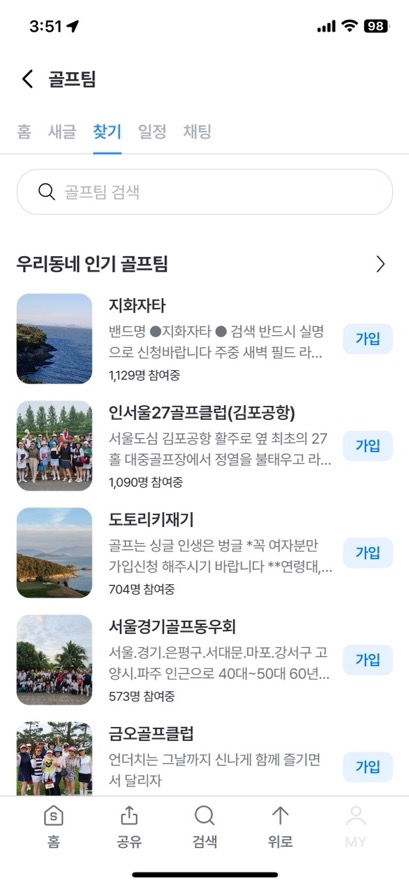 3:51
98
골프팀
홈 새글 찾기 일정 채팅
골프팀 검색
우리동네 인기 골프팀
지화자타
밴드명 ●지화자타 ● 검색 반드시 실명
으로 신청바랍니다 주중 새벽 필드 라...
1,129명 참여중
가입
인서울27골프클럽(김포공항)
서울도심 김포공항 활주로 옆 최초의 27
홀 대중골프장에서 정열을 불태우고 라...
1,090명 참여중
가입
도토리키재기
골프는 싱글 인생은 벙글 *꼭 여자분만
가입신청 해주시기 바랍니다 **연령대,...
704명 참여중
가입
서울경기골프동우회
서울.경기.은평구.서대문.마포.강서구 고
양시.파주 인근으로 40대~50대 60년...
573명 참여중
가입
금오골프클럽
언더치는 그날까지 신나게 함께 즐기면
서 달리자
가입
S
홈 공유 검색 위로 MY